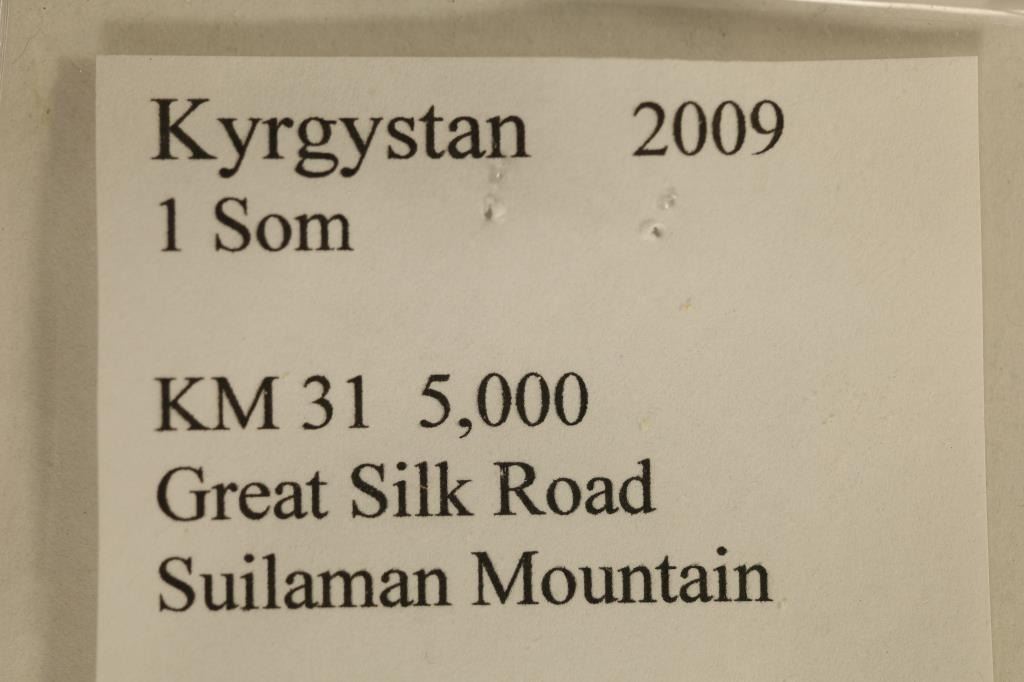 Kyrgystan 2009
1 Som
KM 31 5,000
Great Silk Road
Suilaman Mountain